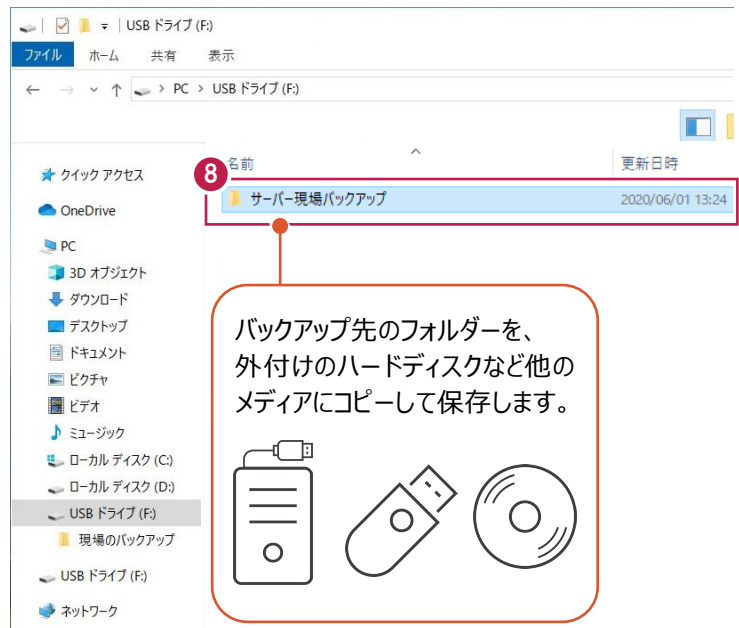 USB ドライブ (F:)
ファイル ホーム 共有 表示
PC > USB ドライブ (F:)
名前 更新日時
8
サーバー現場バックアップ 2020/06/01 13:24
クイック アクセス
OneDrive
PC
3D オブジェクト
ダウンロード
デスクトップ
ドキュメント
ピクチャ
ビデオ
ミュージック
ローカル ディスク (C:)
ローカル ディスク (D:)
USB ドライブ (F:)
現場のバックアップ
USB ドライブ (F:)
ネットワーク
バックアップ先のフォルダーを、
外付けのハードディスクなど他の
メディアにコピーして保存します。